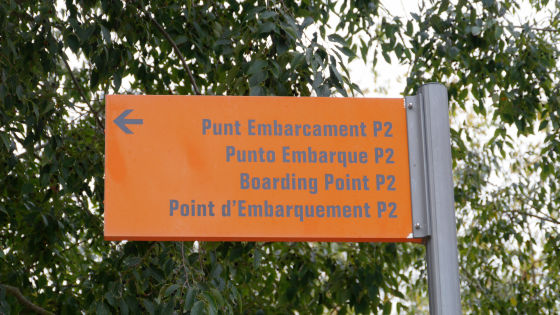 Punt Embarcament P2
Punto Embarque P2
Boarding Point P2
Point d'Embarquement P2